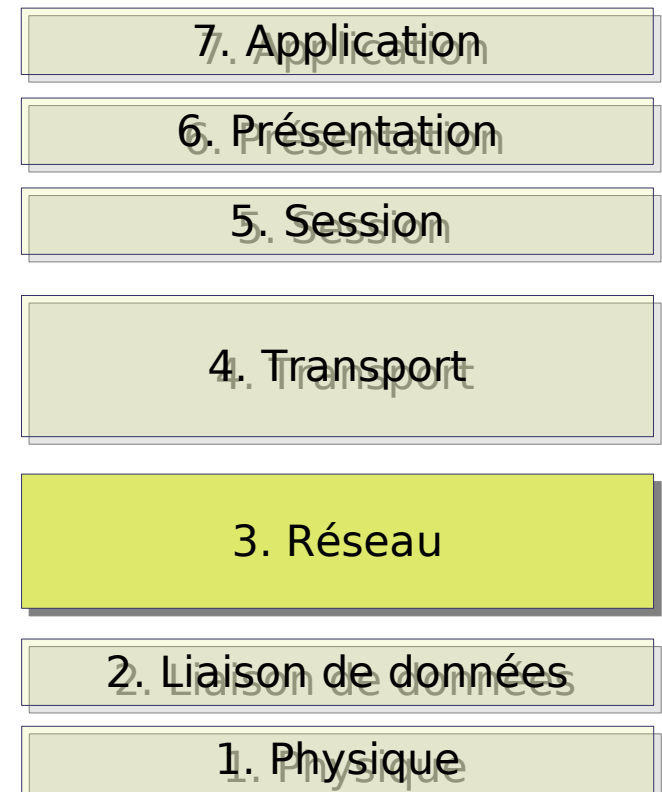 7. Application
6. Présentation
5. Session
4. Transport
3. Réseau
2. Liaison de données
1. Physique